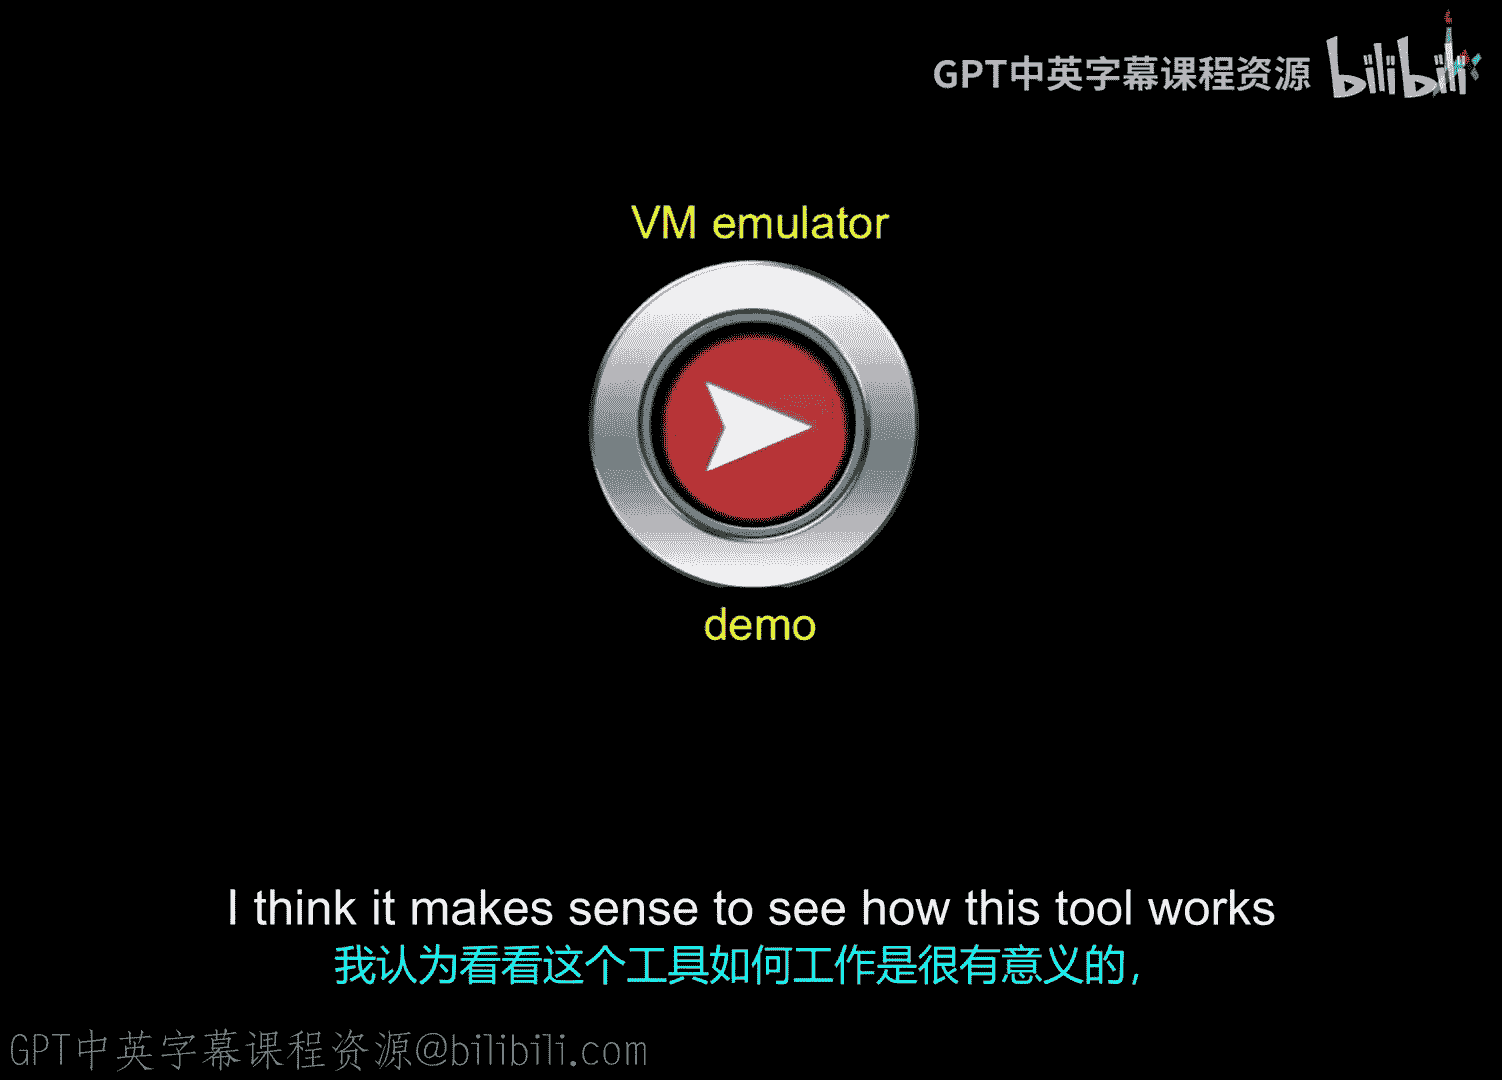 GPT中英字幕课程资源 bilibili
VM emulator
demo
I think it makes sense to see how this tool works
我认为看看这个工具如何工作是很有意义的，
GPT中英字幕课程资源@bilibili.com